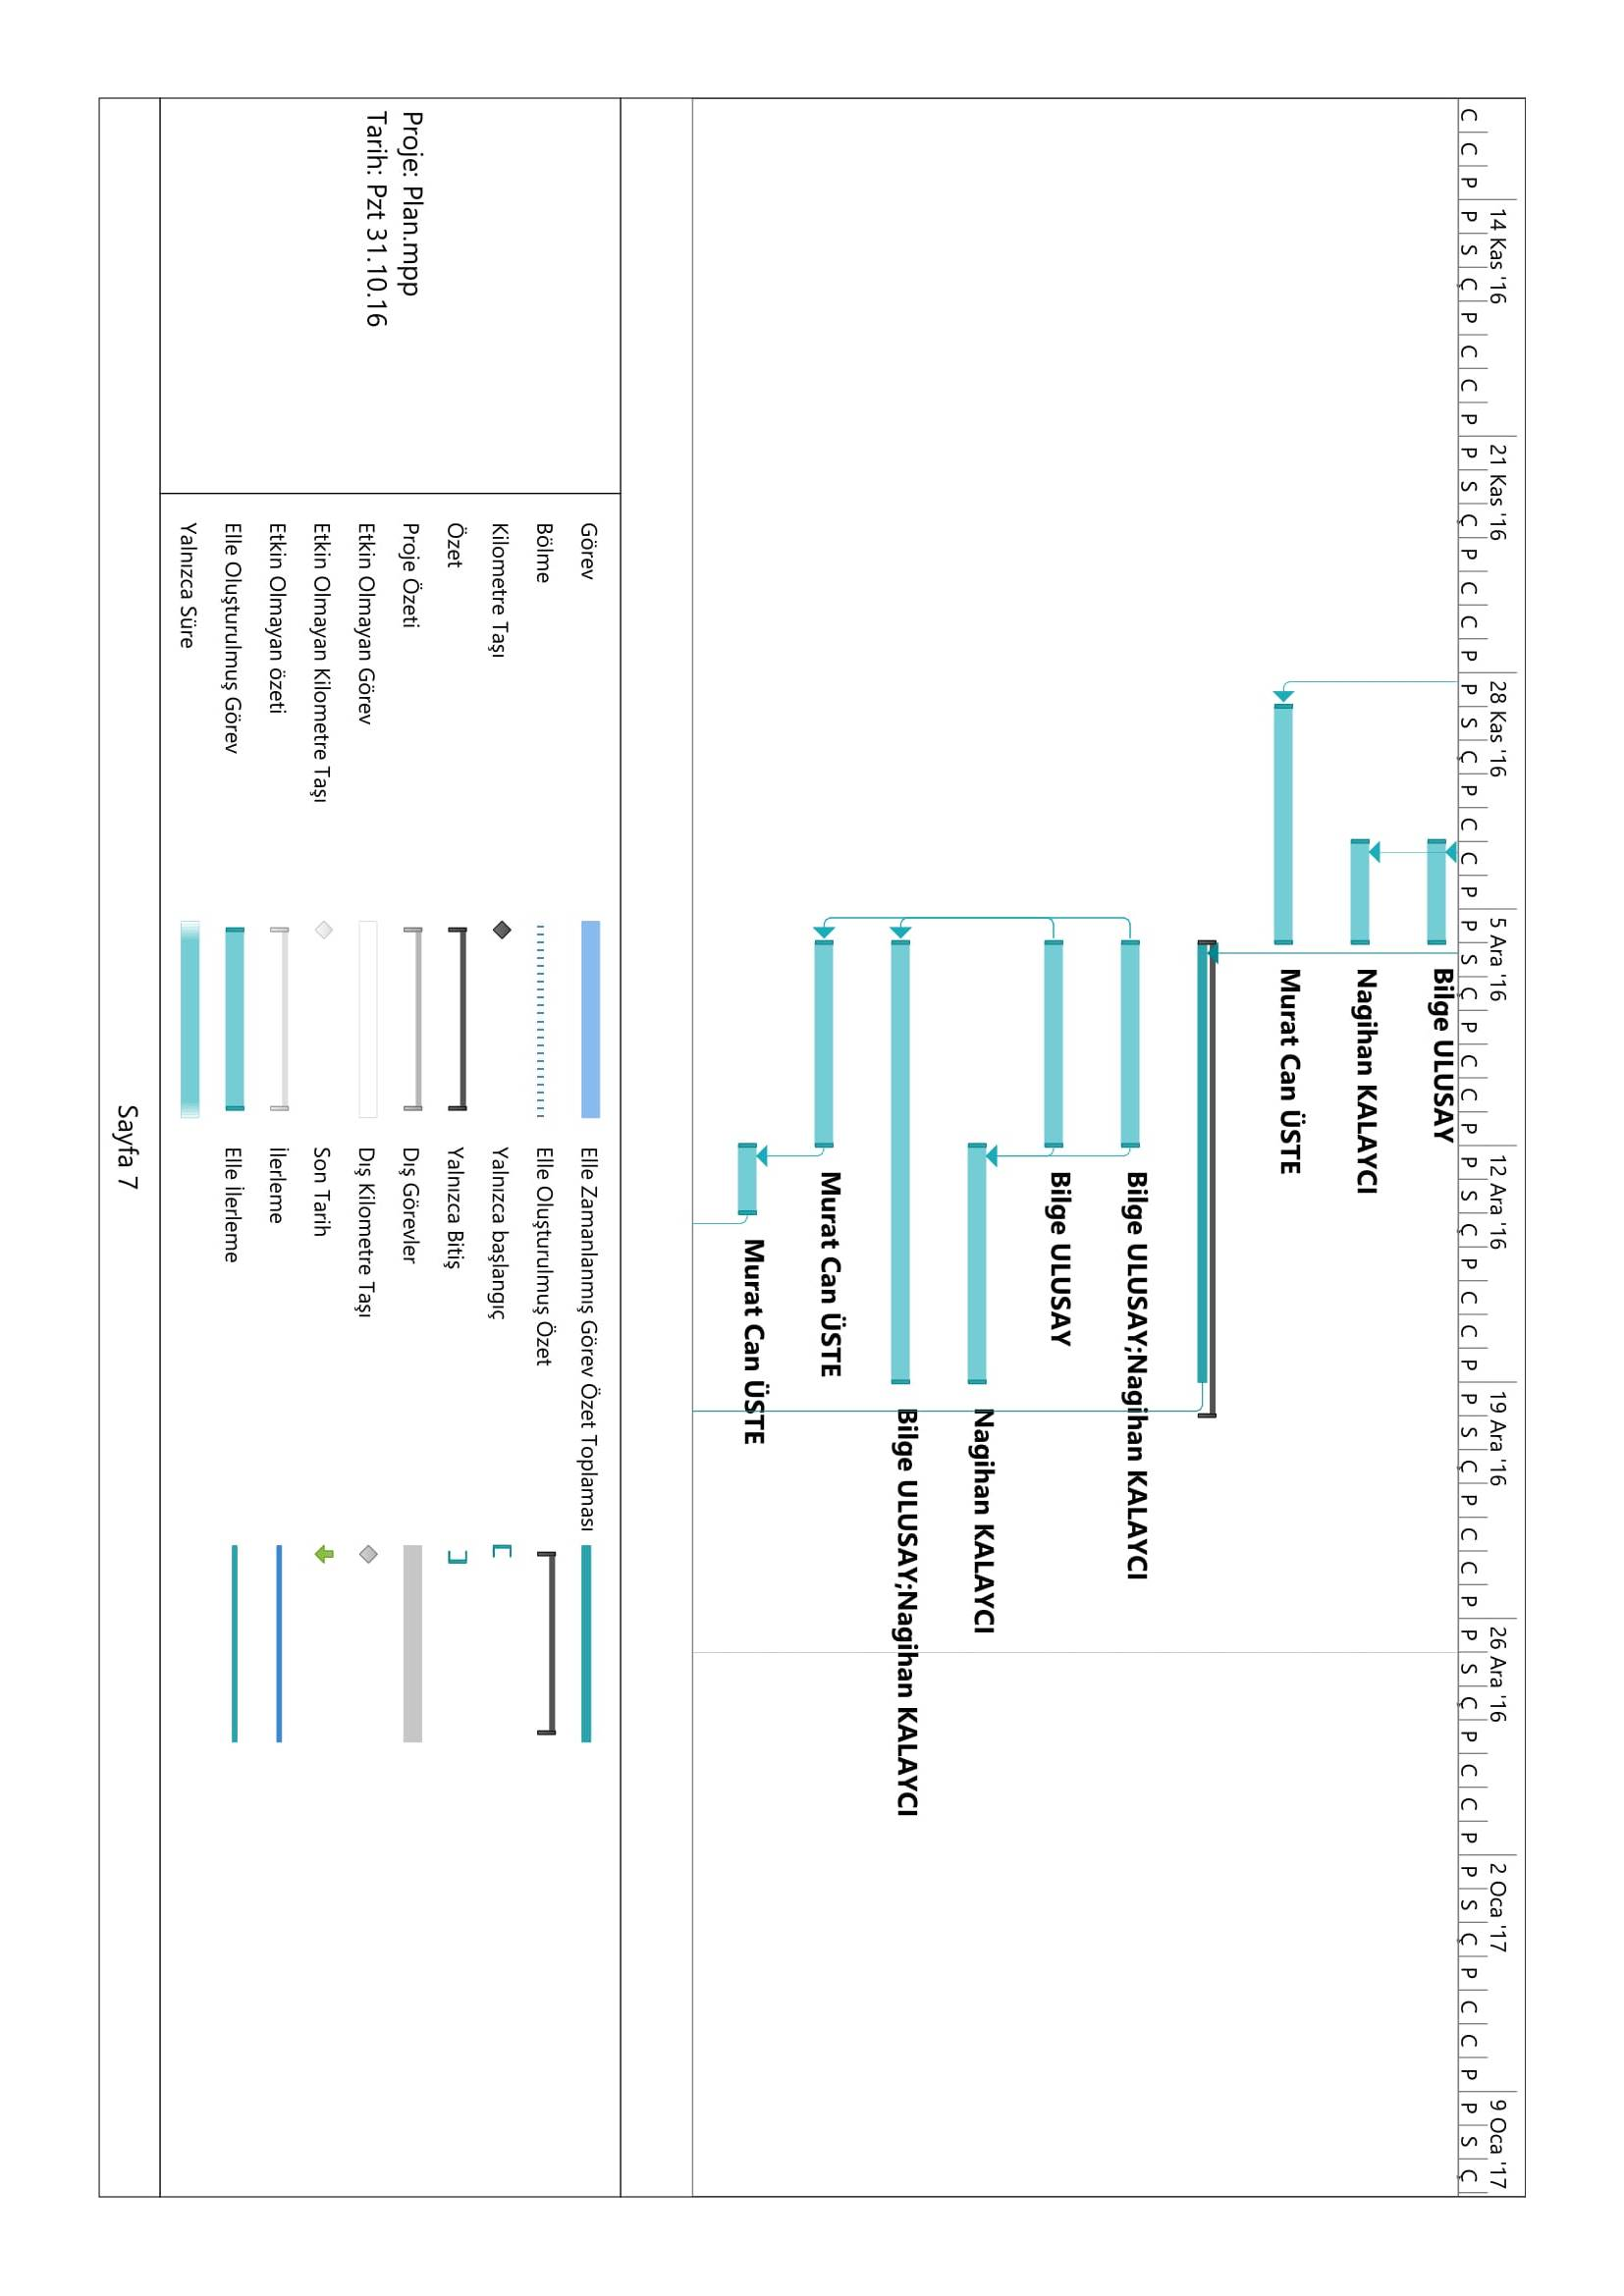 14 Kas '16 21 Kas '16 28 Kas '16 5 Ara '16 12 Ara '16 19 Ara '16 26 Ara '16 2 Oca '17 9 Oca '17
C C P P S Ç P C C P P S Ç P C C P P S Ç P C C P P S Ç P C C P P S Ç P C C P P S Ç P C C P P S Ç P C C P P S Ç P C C P P S Ç
Bilge ULUSAY
Nagihan KALAYCI
Murat Can ÜSTE
Bilge ULUSAY;Nagihan KALAYCI
Bilge ULUSAY
Nagihan KALAYCI
Bilge ULUSAY;Nagihan KALAYCI
Murat Can ÜSTE
Murat Can ÜSTE
Proje: Plan.mpp
Tarih: Pzt 31.10.16
Görev
Bölme
Kilometre Taşı
Özet
Proje Özeti
Etkin Olmayan Görev
Etkin Olmayan Kilometre Taşı
Etkin Olmayan özeti
Elle Oluşturulmuş Görev
Yalnızca Süre
Elle Zamanlanmış Görev Özet Toplaması
Elle Oluşturulmuş Özet
Yalnızca başlangıç
Yalnızca Bitiş
Dış Görevler
Dış Kilometre Taşı
Son Tarih
İlerleme
Elle İlerleme
Sayfa 7